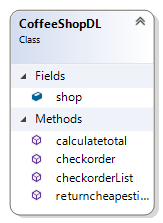 CoffeeShopDL
Class
Fields
shop
Methods
calculatetotal
checkorder
checkorderList
returncheapesti...